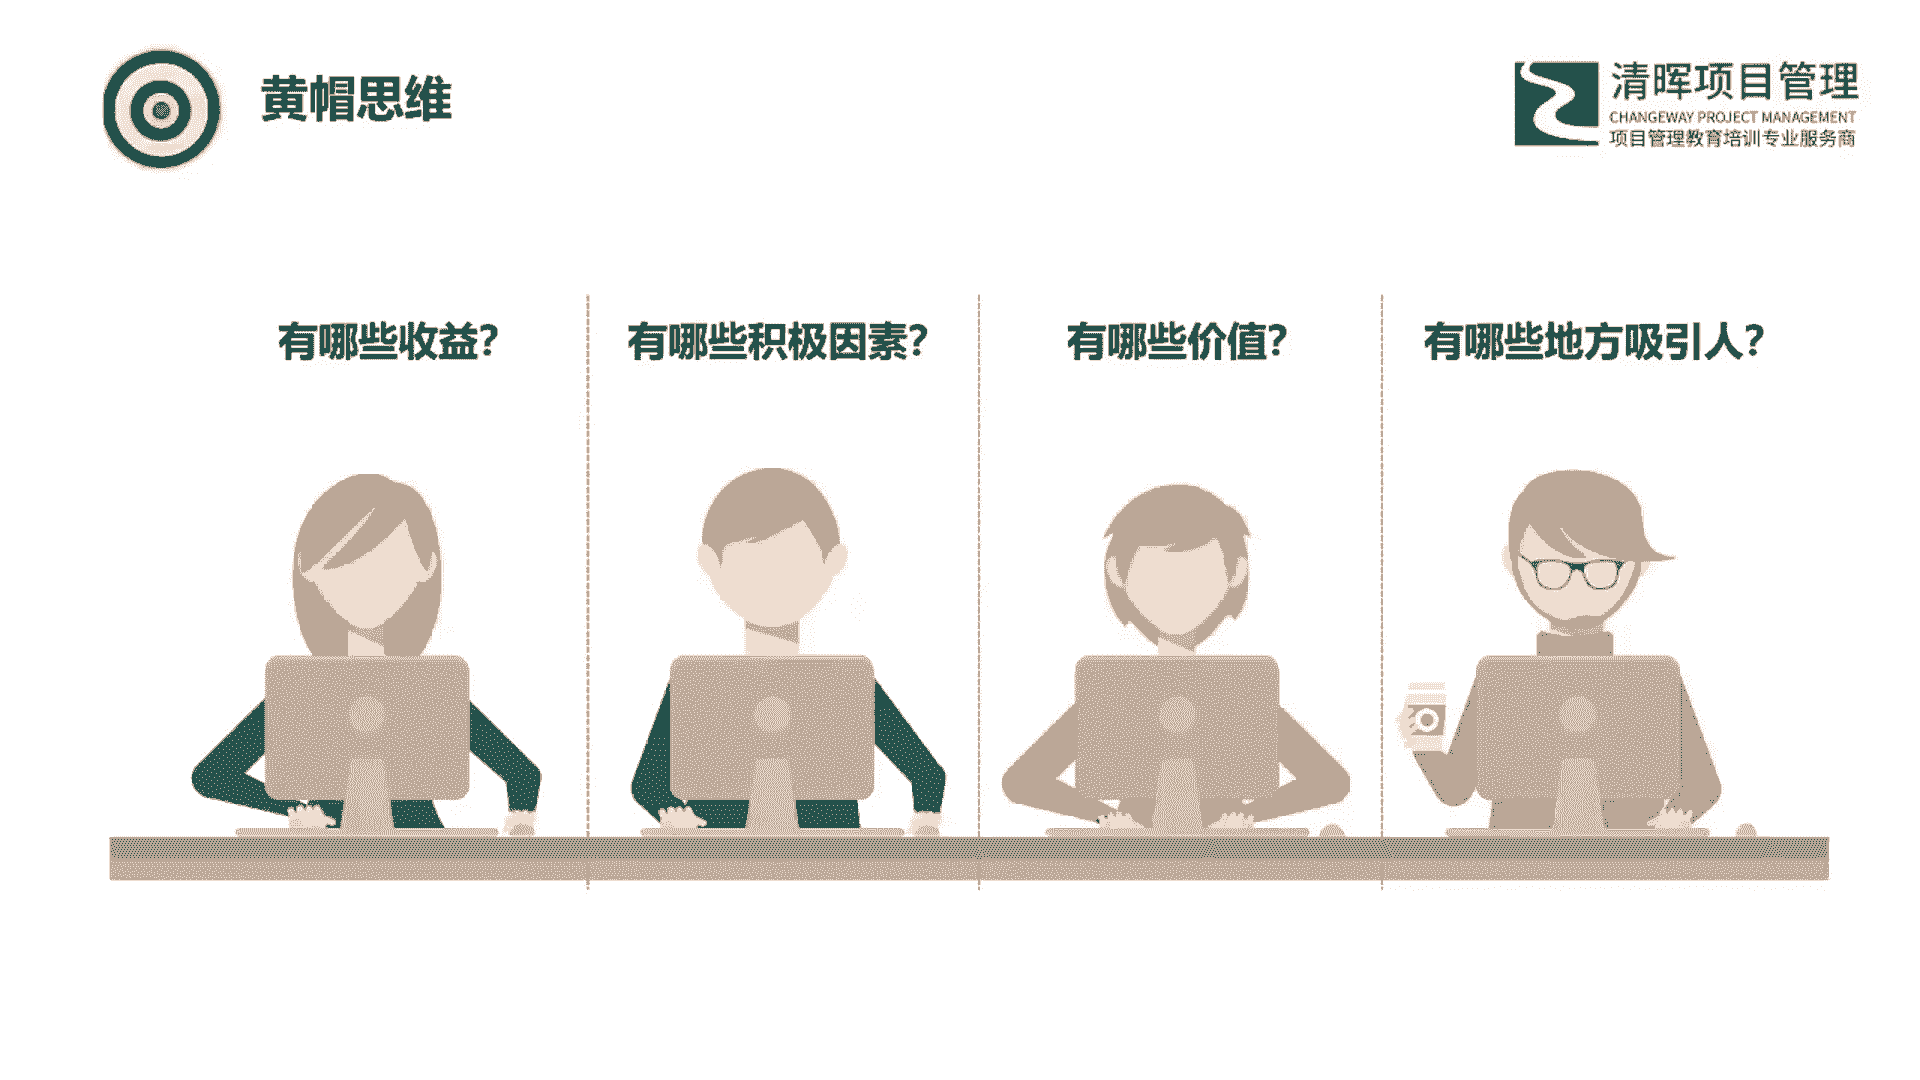 黄帽思维
清晖项目管理
CHANGEWAY PROJECT MANAGEMENT
项目管理教育培训专业服务商
有哪些收益?
有哪些积极因素?
有哪些价值?
有哪些地方吸引人?